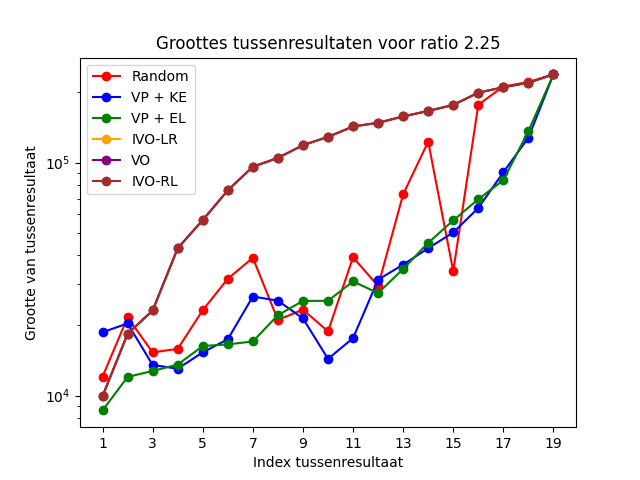 Groottes tussenresultaten voor ratio 2.25
Random
VP + KE
VP + EL
IVO-LR
VO
IVO-RL
Grootte van tussenresultaat
10^5
10^4
1 3 5 7 9 11 13 15 17 19
Index tussenresultaat